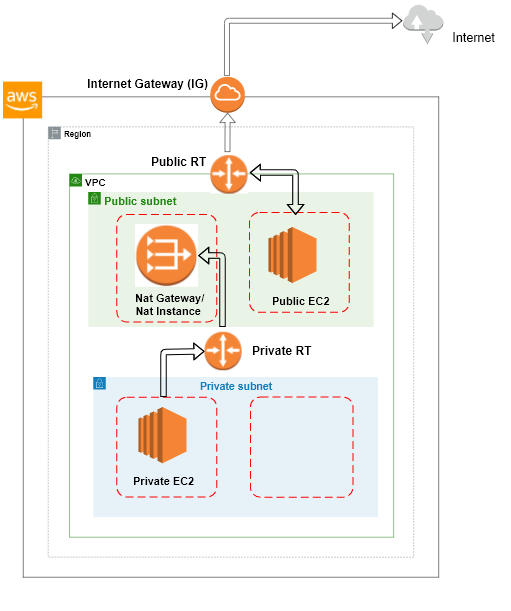 Internet
Internet Gateway (IG)
aws
Region
Public RT
VPC
Public subnet
Nat Gateway/
Nat Instance
Public EC2
Private RT
Private subnet
Private EC2